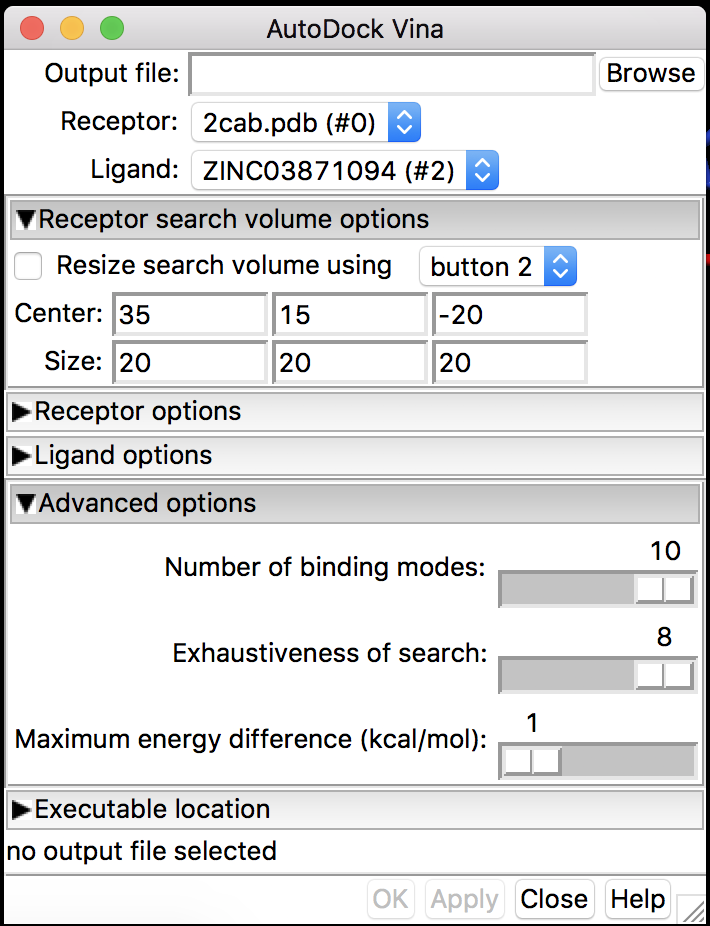 AutoDock Vina
Output file: Browse
Receptor: 2cab.pdb (#0)
Ligand: ZINC03871094 (#2)
Receptor search volume options
Resize search volume using button 2
Center: 35 15 -20
Size: 20 20 20
Receptor options
Ligand options
Advanced options
10
Number of binding modes:
8
Exhaustiveness of search:
1
Maximum energy difference (kcal/mol):
Executable location
no output file selected
OK Apply Close Help